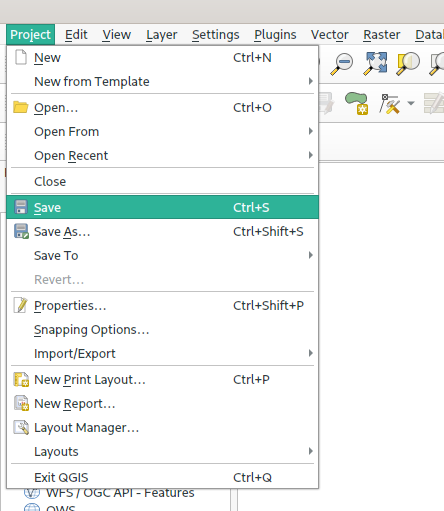 Project Edit View Layer Settings Plugins Vector Raster
New Ctrl+N
New from Template
Open... Ctrl+O
Open From
Open Recent
Close
Save Ctrl+S
Save As... Ctrl+Shift+S
Save To
Revert...
Properties... Ctrl+Shift+P
Snapping Options...
Import/Export
New Print Layout... Ctrl+P
New Report...
Layout Manager...
Layouts
Exit QGIS Ctrl+Q
WFS / OGC API - Features
OWS